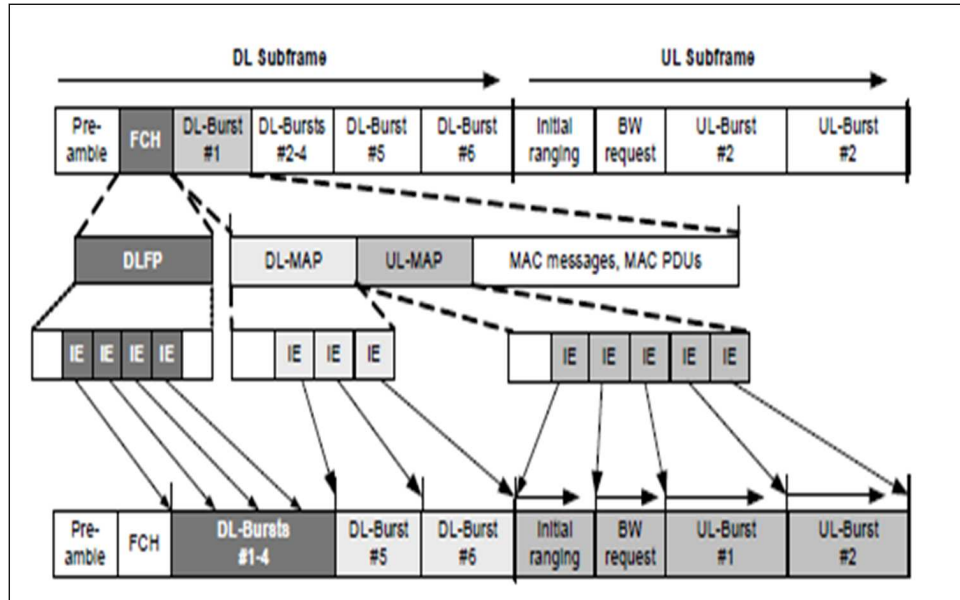 DL Subframe UL Subframe
Pre- FCH DL-Burst DL-Bursts DL-Burst DL-Burst Initial BW UL-Burst UL-Burst
amble #1 #2-4 #5 #6 ranging request #2 #2
DLFP DL-MAP UL-MAP MAC messages, MAC PDUs
IE IE IE IE IE IE IE IE IE IE IE IE
Pre- FCH DL-Bursts DL-Burst DL-Burst Initial BW UL-Burst UL-Burst
amble #1-4 #5 #6 ranging request #1 #2